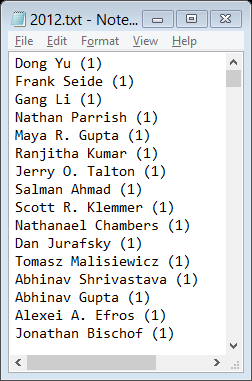 2012.txt - Note...
File Edit Format View Help
Dong Yu (1)
Frank Seide (1)
Gang Li (1)
Nathan Parrish (1)
Maya R. Gupta (1)
Ranjitha Kumar (1)
Jerry O. Talton (1)
Salman Ahmad (1)
Scott R. Klemmer (1)
Nathanael Chambers (1)
Dan Jurafsky (1)
Tomasz Malisiewicz (1)
Abhinav Shrivastava (1)
Abhinav Gupta (1)
Alexei A. Efros (1)
Jonathan Bischof (1)